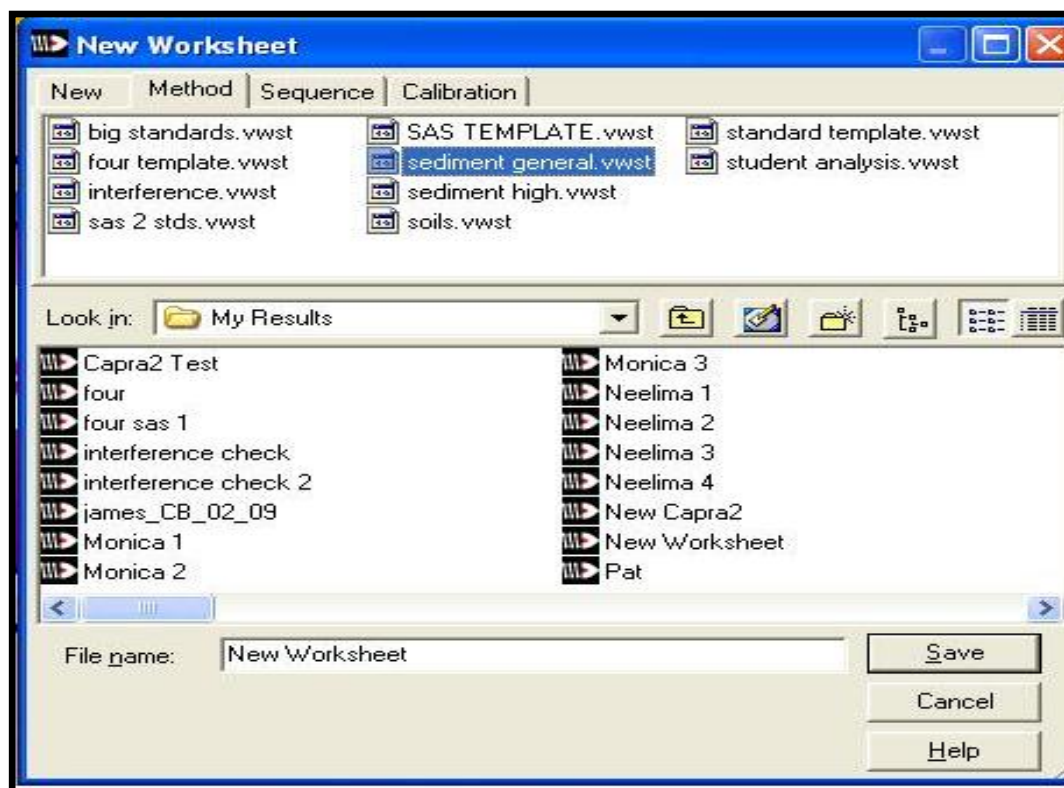 New Worksheet
New Method Sequence Calibration
big standards.vwst SAS TEMPLATE.vwst standard template.vwst
four template.vwst sediment general.vwst student analysis.vwst
interference.vwst sediment high.vwst
sas 2 stds.vwst soils.vwst
Look in: My Results
Capra2 Test Monica 3
four Neelima 1
four sas 1 Neelima 2
interference check Neelima 3
interference check 2 Neelima 4
james_CB_02_09 New Capra2
Monica 1 New Worksheet
Monica 2 Pat
File name: New Worksheet Save
Cancel
Help